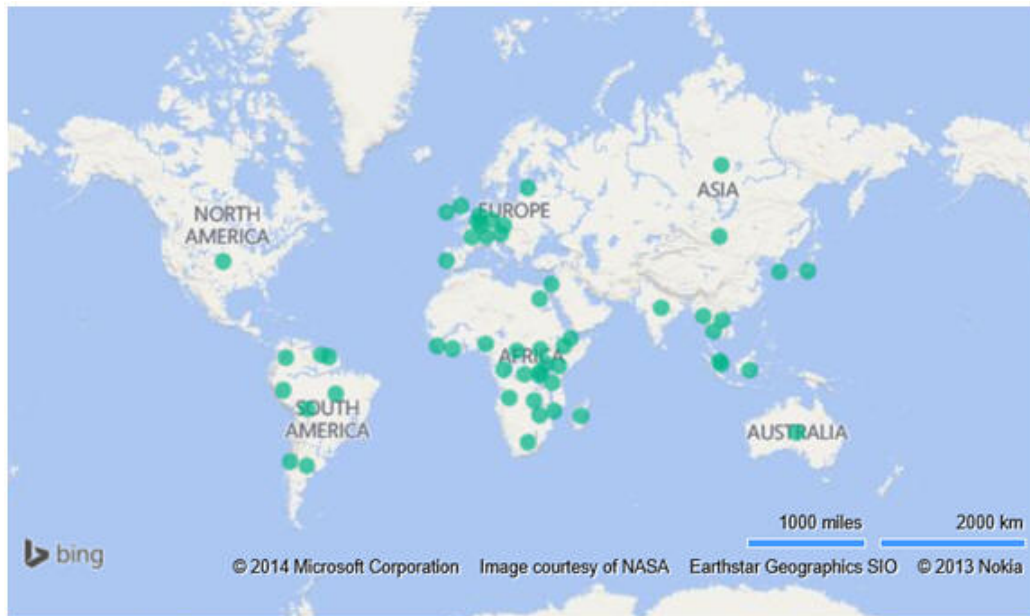 NORTH
AMERICA
EUROPE
ASIA
AFRICA
SOUTH
AMERICA
AUSTRALIA
1000 miles 2000 km
bing
© 2014 Microsoft Corporation Image courtesy of NASA Earthstar Geographics SIO © 2013 Nokia